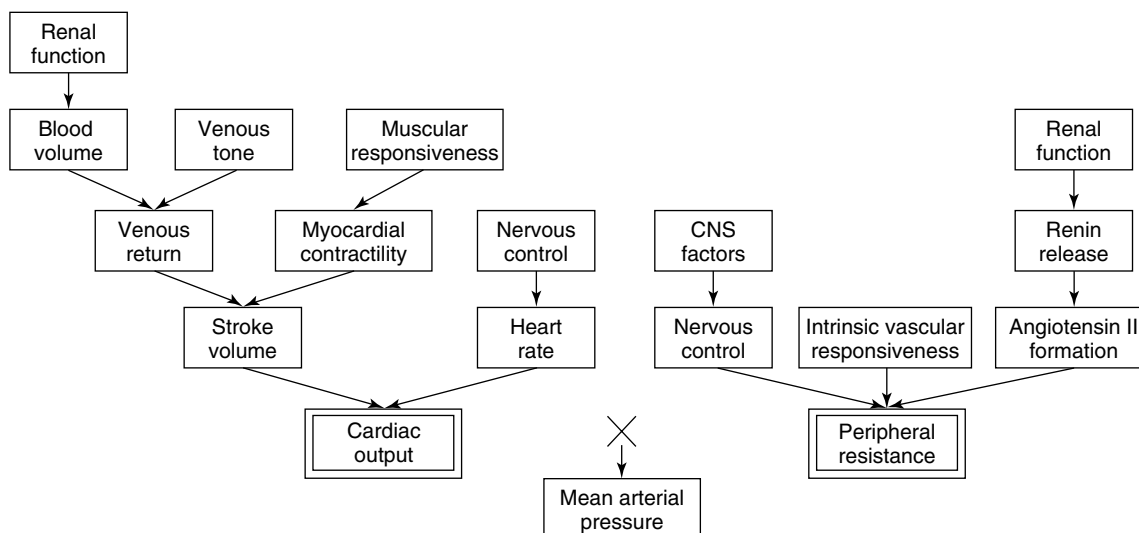 Renal
function
Blood
volume
Venous
tone
Muscular
responsiveness
Renal
function
Venous
return
Myocardial
contractility
Nervous
control
CNS
factors
Renin
release
Stroke
volume
Heart
rate
Nervous
control
Intrinsic vascular
responsiveness
Angiotensin II
formation
Cardiac
output
Peripheral
resistance
Mean arterial
pressure